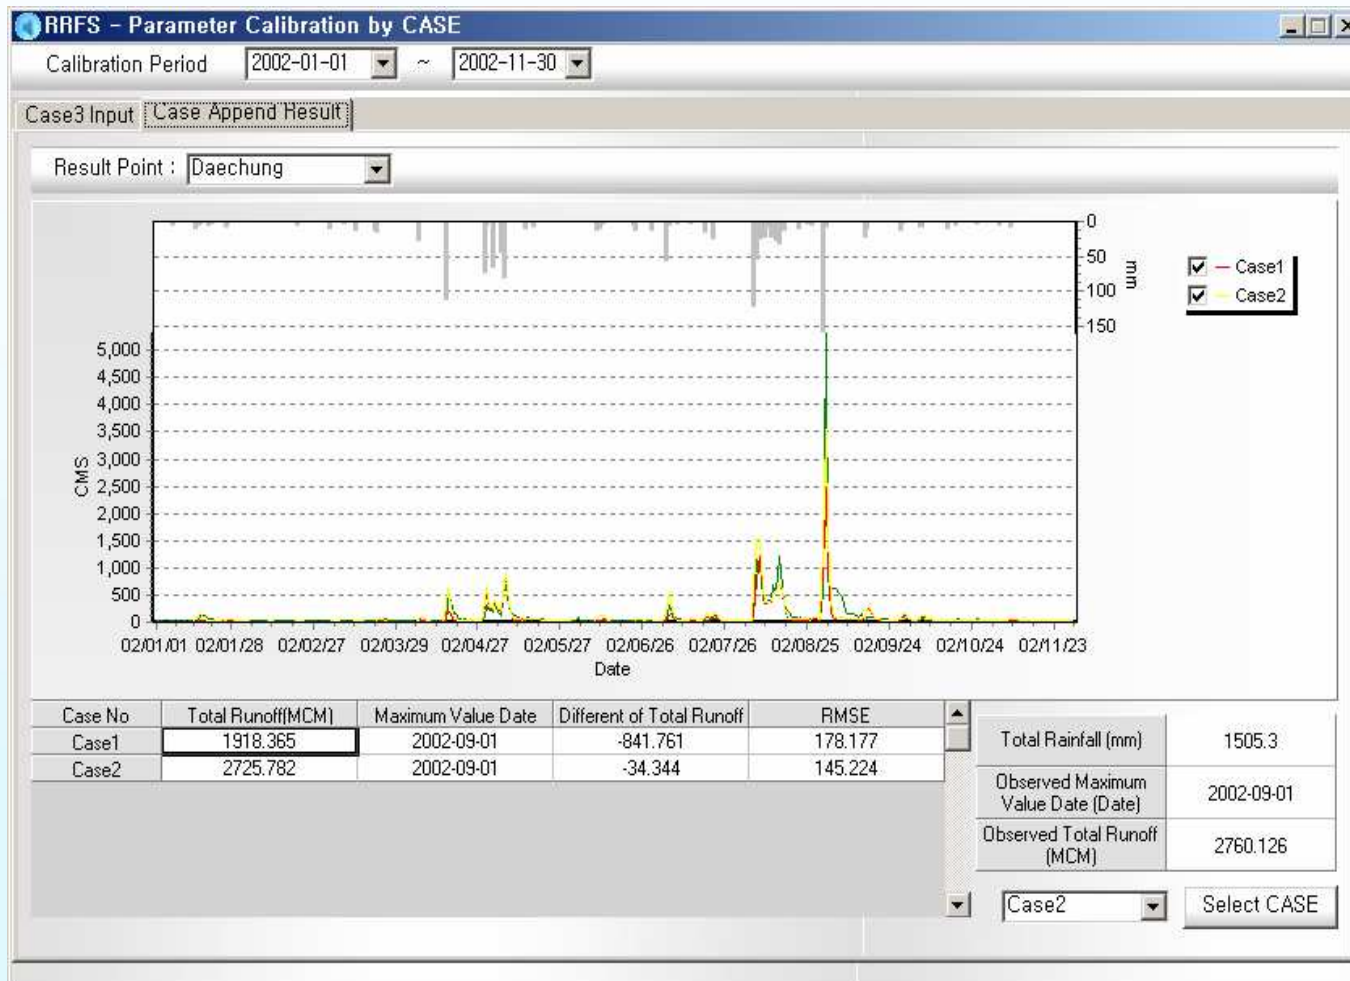 RRFS - Parameter Calibration by CASE
Calibration Period 2002-01-01 ~ 2002-11-30
Case3 Input Case Append Result
Result Point : Daechung
0
50
100
150
mm
Case1
Case2
5,000
4,500
4,000
3,500
3,000
2,500
2,000
1,500
1,000
500
0
CMS
02/01/01 02/01/28 02/02/27 02/03/29 02/04/27 02/05/27 02/06/26 02/07/26 02/08/25 02/09/24 02/10/24 02/11/23
Date
Case No Total Runoff(MCM) Maximum Value Date Different of Total Runoff RMSE
Case1 1918.365 2002-09-01 -841.761 178.177
Case2 2725.782 2002-09-01 -34.344 145.224
Total Rainfall (mm) 1505.3
Observed Maximum
Value Date (Date) 2002-09-01
Observed Total Runoff
(MCM) 2760.126
Case2 Select CASE